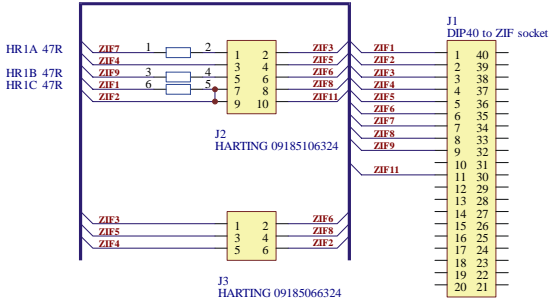 J1
DIP40 to ZIF socket
HR1A 47R ZIF7 1 2 1 2 ZIF3 ZIF1 1 40
ZIF4 3 4 ZIF5 ZIF2 2 39
HR1B 47R ZIF9 3 4 5 6 ZIF6 ZIF3 3 38
HR1C 47R ZIF1 6 5 7 8 ZIF8 ZIF4 4 37
ZIF2 9 10 ZIF11 ZIF5 5 36
ZIF6 6 35
ZIF7 7 34
ZIF8 8 33
ZIF9 9 32
10 31
ZIF11 11 30
12 29
13 28
14 27
15 26
16 25
17 24
18 23
19 22
20 21
J2
HARTING 09185106324
ZIF3 1 2 ZIF6
ZIF5 3 4 ZIF8
ZIF4 5 6 ZIF2
J3
HARTING 09185066324